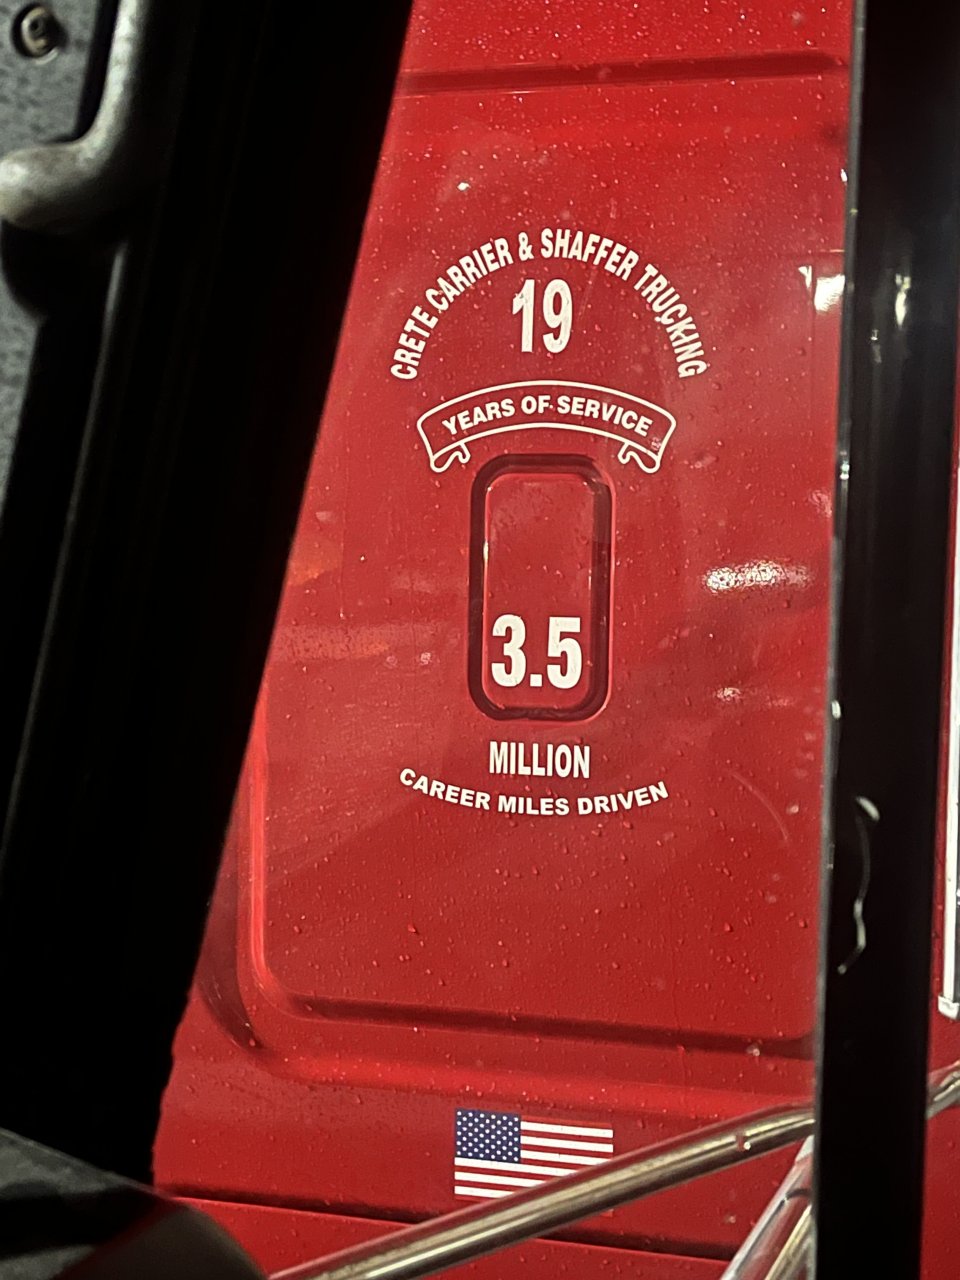 CRETE CARRIER & SHAFFER TRUCKING
19
YEARS OF SERVICE
3.5
MILLION
CAREER MILES DRIVEN